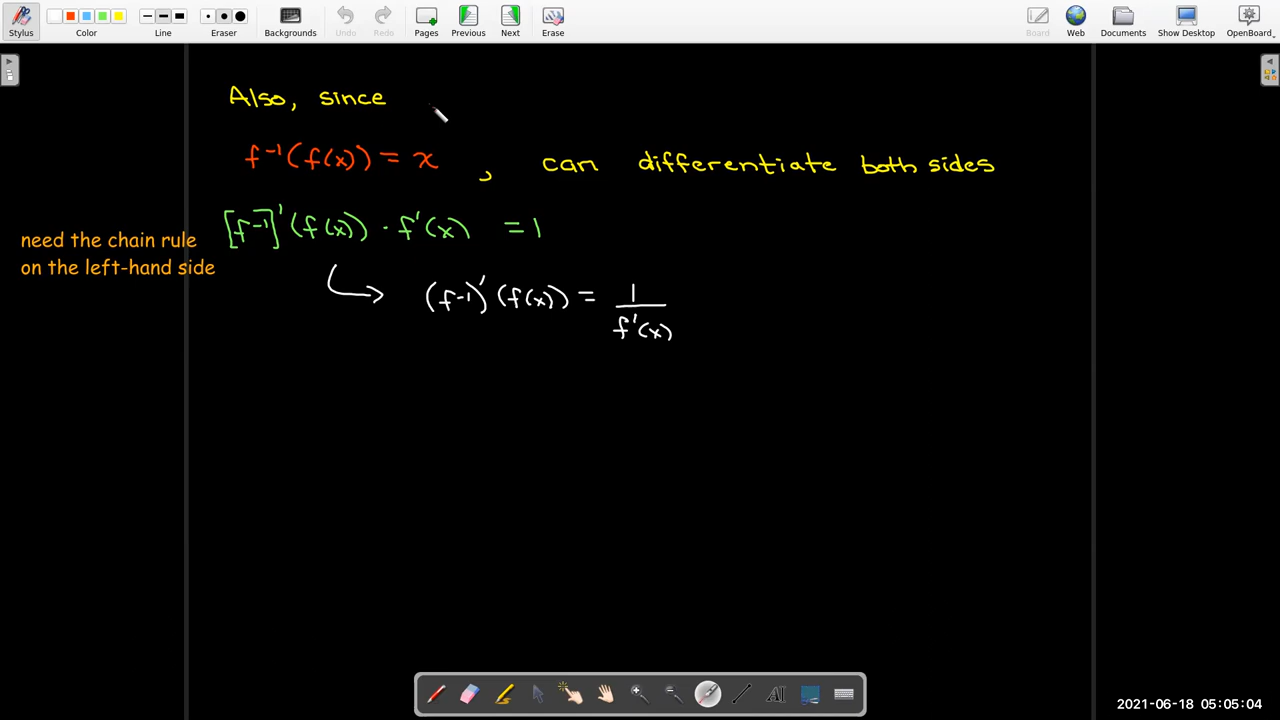 Stylus Color Line Eraser Backgrounds Undo Redo Pages Previous Next Erase Board Web Documents Show Desktop OpenBoard
Also, since
f⁻¹(f(x)) = x , can differentiate both sides
[f⁻¹]'(f(x)) · f'(x) = 1
need the chain rule
on the left-hand side
(f⁻¹)'(f(x)) = 1/f'(x)
2021-06-18 05:05:04